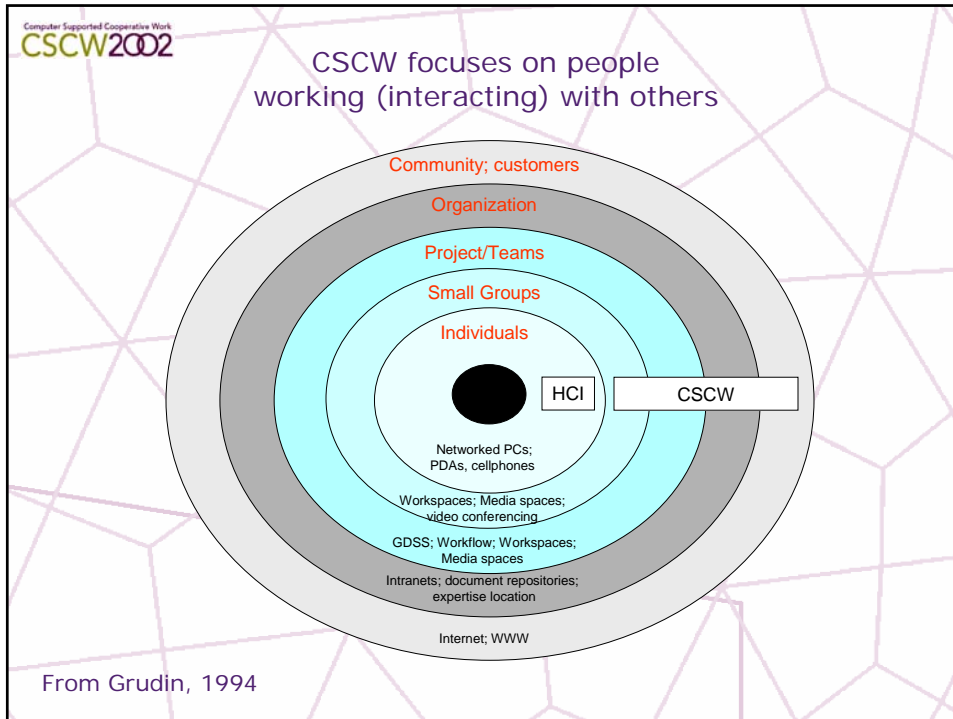 Computer Supported Cooperative Work
CSCW2002
CSCW focuses on people
working (interacting) with others
Community; customers
Organization
Project/Teams
Small Groups
Individuals
HCI
CSCW
Networked PCs;
PDAs, cellphones
Workspaces; Media spaces;
video conferencing
GDSS; Workflow; Workspaces;
Media spaces
Intranets; document repositories;
expertise location
Internet; WWW
From Grudin, 1994